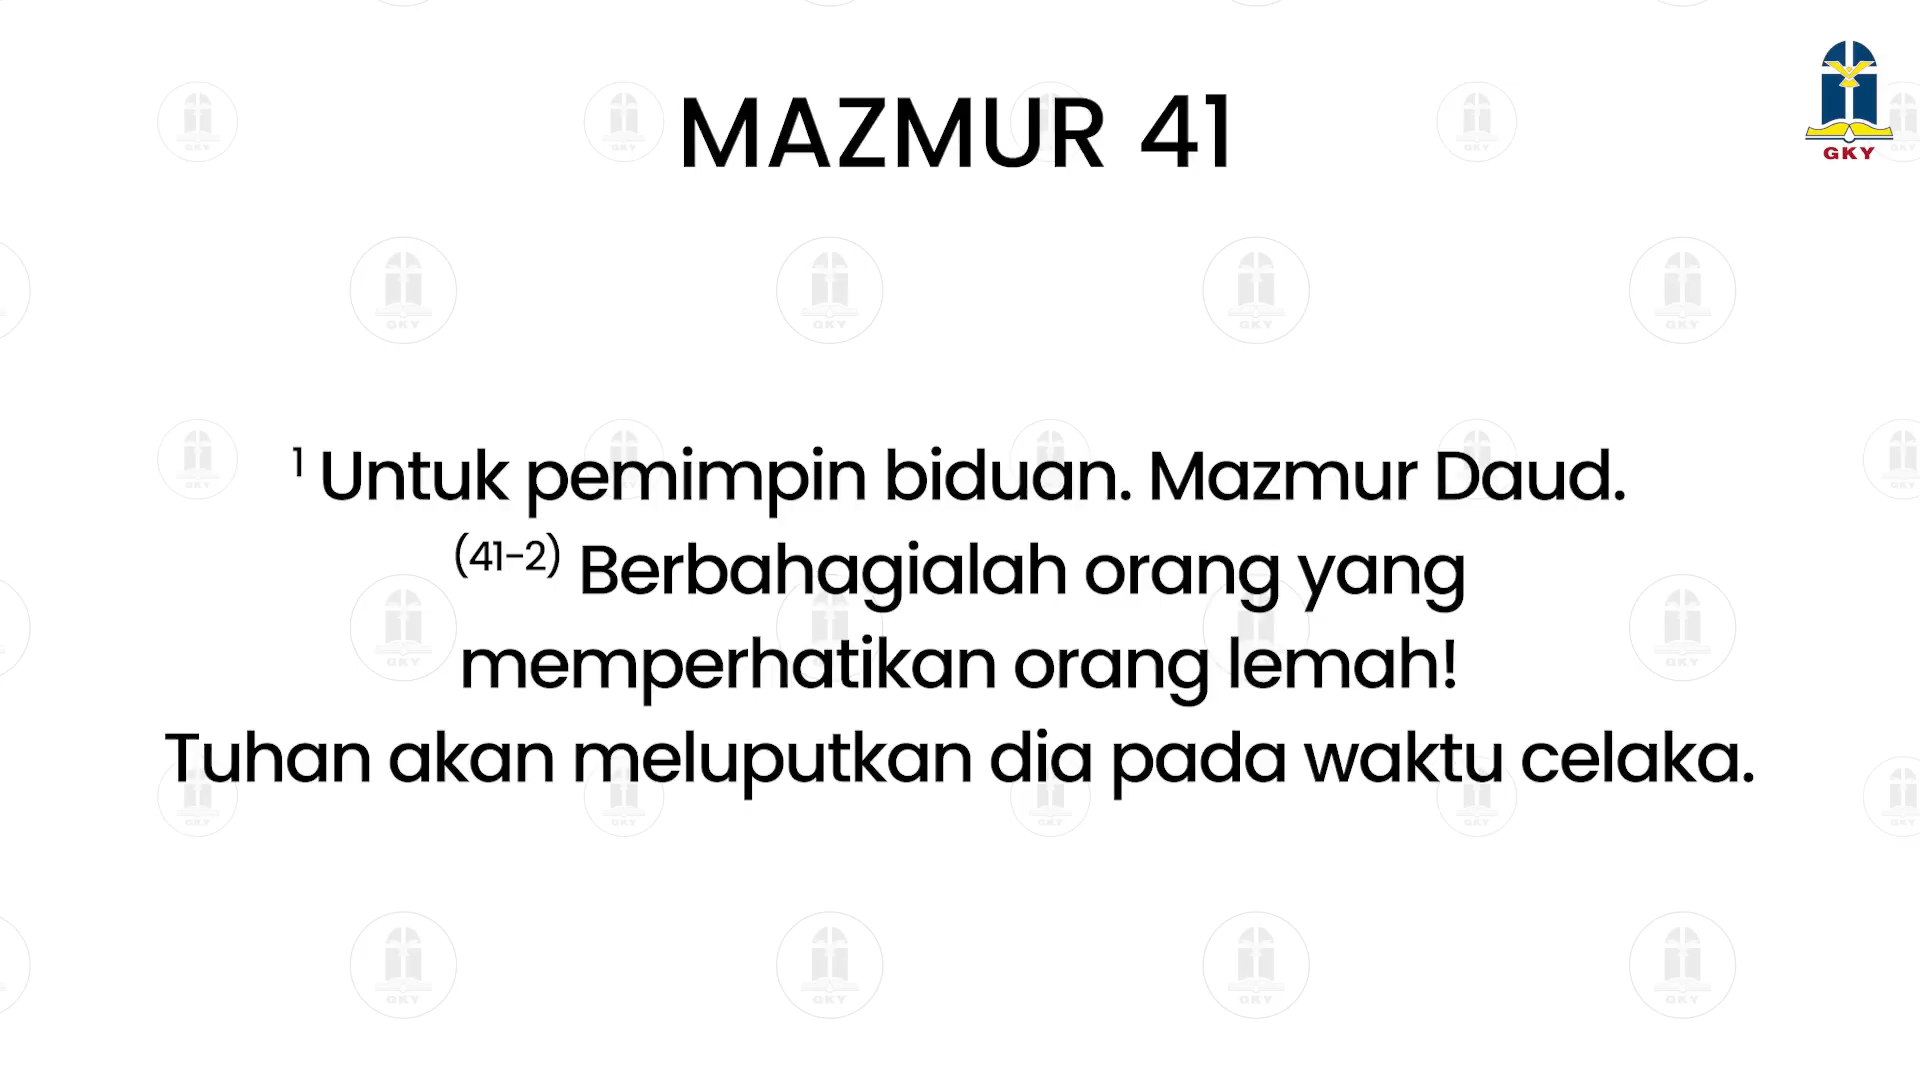 MAZMUR 41
GKY
1 Untuk pemimpin biduan. Mazmur Daud.
(41-2) Berbahagialah orang yang
memperhatikan orang lemah!
Tuhan akan meluputkan dia pada waktu celaka.